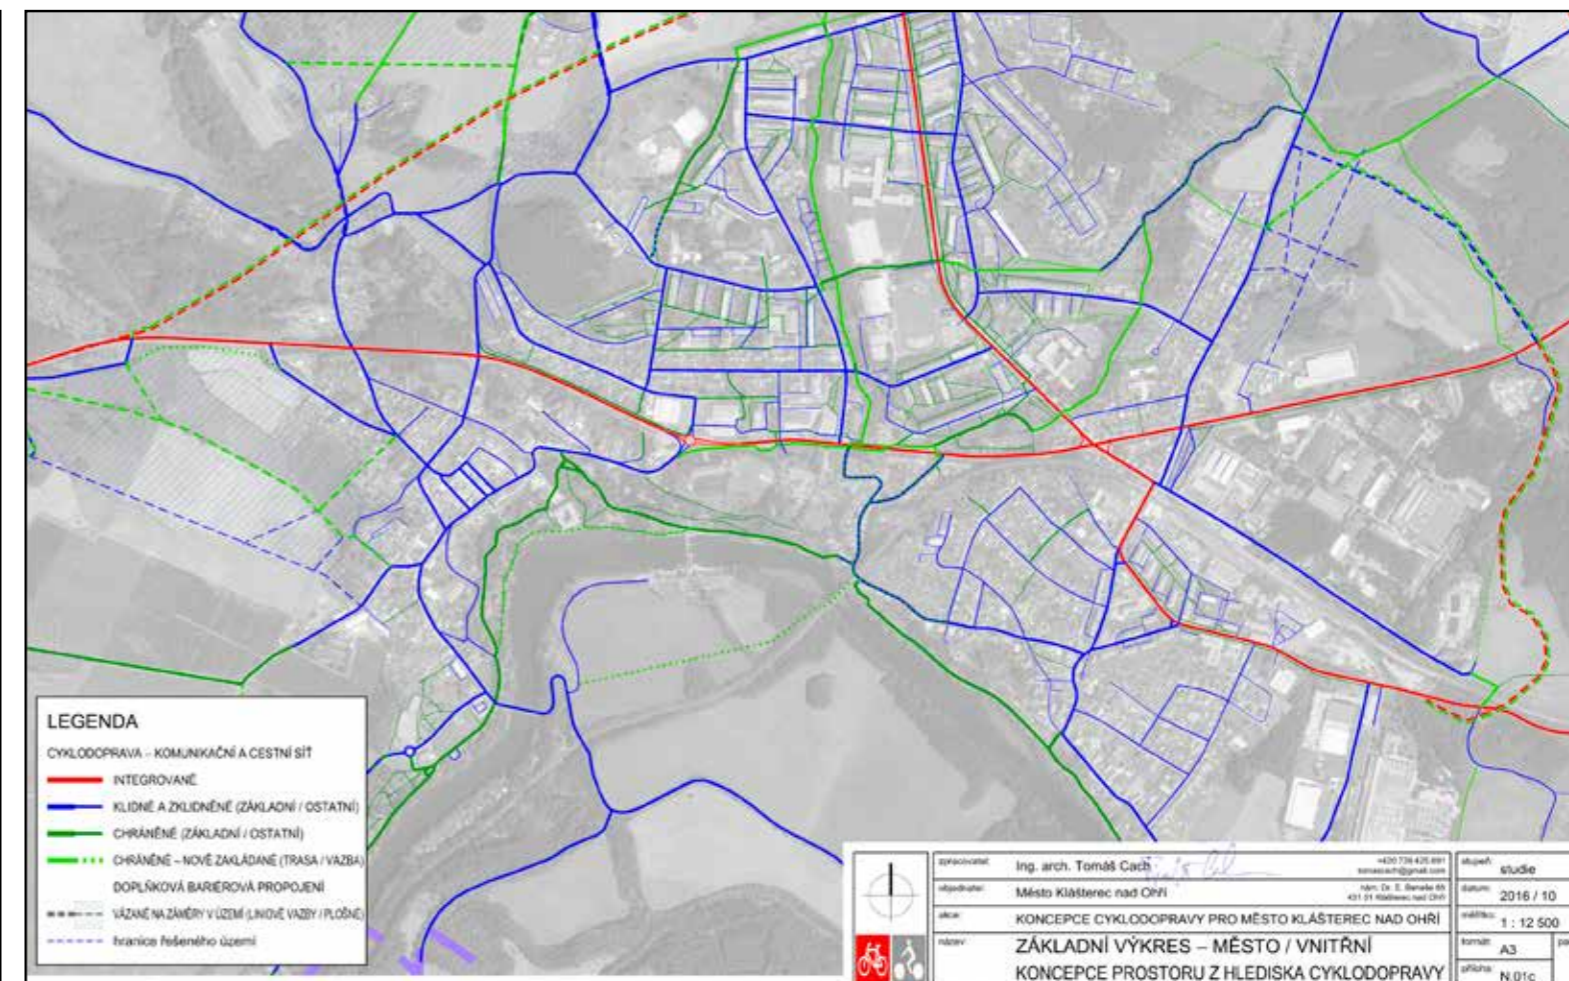 LEGENDA
CYKLODOPRAVA – KOMUNIKAČNÍ A CESTNÍ SÍŤ
INTEGROVANÉ
KLIDNÉ A ZKLIDNĚNÉ (ZÁKLADNÍ / OSTATNÍ)
CHRÁNĚNÉ (ZÁKLADNÍ / OSTATNÍ)
CHRÁNĚNÉ – NOVĚ ZAKLÁDANÉ (TRASA / VAZBA)
DOPLŇKOVÁ BARIÉROVÁ PROPOJENÍ
VÁZANÉ NA ZÁMĚRY V ÚZEMÍ (LINIOVÉ VAZBY / PLOŠNÉ)
hranice řešeného území
zpracovatel: Ing. arch. Tomáš Cach
stupeň: studie
objednatel: Město Klášterec nad Ohří
datum: 2016 / 10
akce: KONCEPCE CYKLODOPRAVY PRO MĚSTO KLÁŠTEREC NAD OHŘÍ
měřítko: 1 : 12 500
název: ZÁKLADNÍ VÝKRES – MĚSTO / VNITŘNÍ
formát: A3
KONCEPCE PROSTORU Z HLEDISKA CYKLODOPRAVY
příloha: N.01c